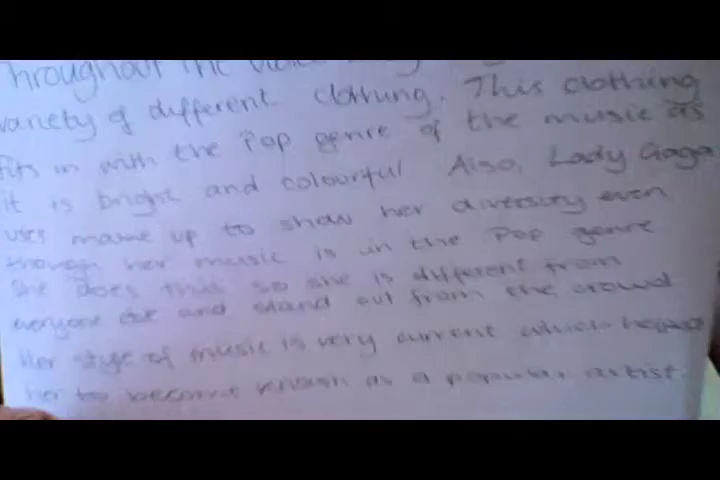 Throughout the video
variety of different clothing. This clothing
fits in with the Pop genre of the music as
it is bright and colourful. Also, Lady Gaga
uses make up to show her diversity even
though her music is in the Pop genre
She does this so she is different from
everyone else and stand out from the crowd
Her style of music is very current which helped
her to become known as a popular artist.